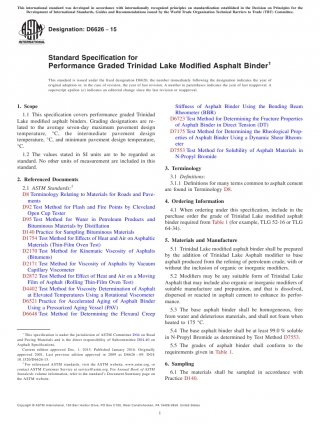 This international standard was developed in accordance with internationally recognized principles on standardization established in the Decision on Principles for the
Development of International Standards, Guides and Recommendations issued by the World Trade Organization Technical Barriers to Trade (TBT) Committee.
Designation: D6626 − 15
Standard Specification for
Performance Graded Trinidad Lake Modified Asphalt Binder1
This standard is issued under the fixed designation D6626; the number immediately following the designation indicates the year of
original adoption or, in the case of revision, the year of last revision. A number in parentheses indicates the year of last reapproval. A
superscript epsilon (ε) indicates an editorial change since the last revision or reapproval.
1. Scope
1.1 This specification covers performance graded Trinidad
Lake modified asphalt binders. Grading designations are re-
lated to the average seven-day maximum pavement design
temperature, °C, the intermediate pavement design
temperature, °C, and minimum pavement design temperature,
°C.
1.2 The values stated in SI units are to be regarded as
standard. No other units of measurement are included in this
standard.
2. Referenced Documents
2.1 ASTM Standards:2
D8 Terminology Relating to Materials for Roads and Pave-
ments
D92 Test Method for Flash and Fire Points by Cleveland
Open Cup Tester
D95 Test Method for Water in Petroleum Products and
Bituminous Materials by Distillation
D140 Practice for Sampling Bituminous Materials
D1754 Test Method for Effects of Heat and Air on Asphaltic
Materials (Thin-Film Oven Test)
D2170 Test Method for Kinematic Viscosity of Asphalts
(Bitumens)
D2171 Test Method for Viscosity of Asphalts by Vacuum
Capillary Viscometer
D2872 Test Method for Effect of Heat and Air on a Moving
Film of Asphalt (Rolling Thin-Film Oven Test)
D4402 Test Method for Viscosity Determination of Asphalt
at Elevated Temperatures Using a Rotational Viscometer
D6521 Practice for Accelerated Aging of Asphalt Binder
Using a Pressurized Aging Vessel (PAV)
D6648 Test Method for Determining the Flexural Creep
1 This specification is under the jurisdiction of ASTM Committee D04 on Road
and Paving Materials and is the direct responsibility of Subcommittee D04.40 on
Asphalt Specifications.
Current edition approved Dec. 1, 2015. Published January 2016. Originally
approved
DOI:
2 For referenced ASTM standards, visit the ASTM website, www.astm.org, or
contact ASTM Customer Service at service@astm.org. For Annual Book of ASTM
Standards volume information, refer to the standard's Document Summary page on
the ASTM website.
Stiffness of Asphalt Binder Using the Bending Beam
Rheometer (BBR)
D6723 Test Method for Determining the Fracture Properties
of Asphalt Binder in Direct Tension (DT)
D7175 Test Method for Determining the Rheological Prop-
erties of Asphalt Binder Using a Dynamic Shear Rheom-
eter
D7553 Test Method for Solubility of Asphalt Materials in
N-Propyl Bromide
3. Terminology
3.1 Definitions:
3.1.1 Definitions for many terms common to asphalt cement
are found in Terminology D8.
4. Ordering Information
4.1 When ordering under this specification, include in the
purchase order the grade of Trinidad Lake modified asphalt
binder required from Table 1 (for example, TLG 52-16 or TLG
64-34).
5. Materials and Manufacture
5.1 Trinidad Lake modified asphalt binder shall be prepared
by the addition of Trinidad Lake Asphalt modifier to base
asphalt produced from the refining of petroleum crude, with or
without the inclusion of organic or inorganic modifiers.
5.2 Modifiers may be any suitable form of Trinidad Lake
Asphalt that may include also organic or inorganic modifiers of
suitable manufacture and preparation, and that is dissolved,
dispersed or reacted in asphalt cement to enhance its perfor-
mance.
5.3 The base asphalt binder shall be homogenous, free
from water and deleterious materials, and shall not foam when
heated to 175 °C.
5.4 The base asphalt binder shall be at least 99.0 % soluble
in N-Propyl Bromide as determined by Test Method D7553.
5.5 The grades of asphalt binder shall conform to the
requirements given in Table 1.
6. Sampling
6.1 The materials shall be sampled in accordance with
Practice D140.
Copyright © ASTM International, 100 Barr Harbor Drive, PO Box C700, West Conshohocken, PA 19428-2959. United States
1